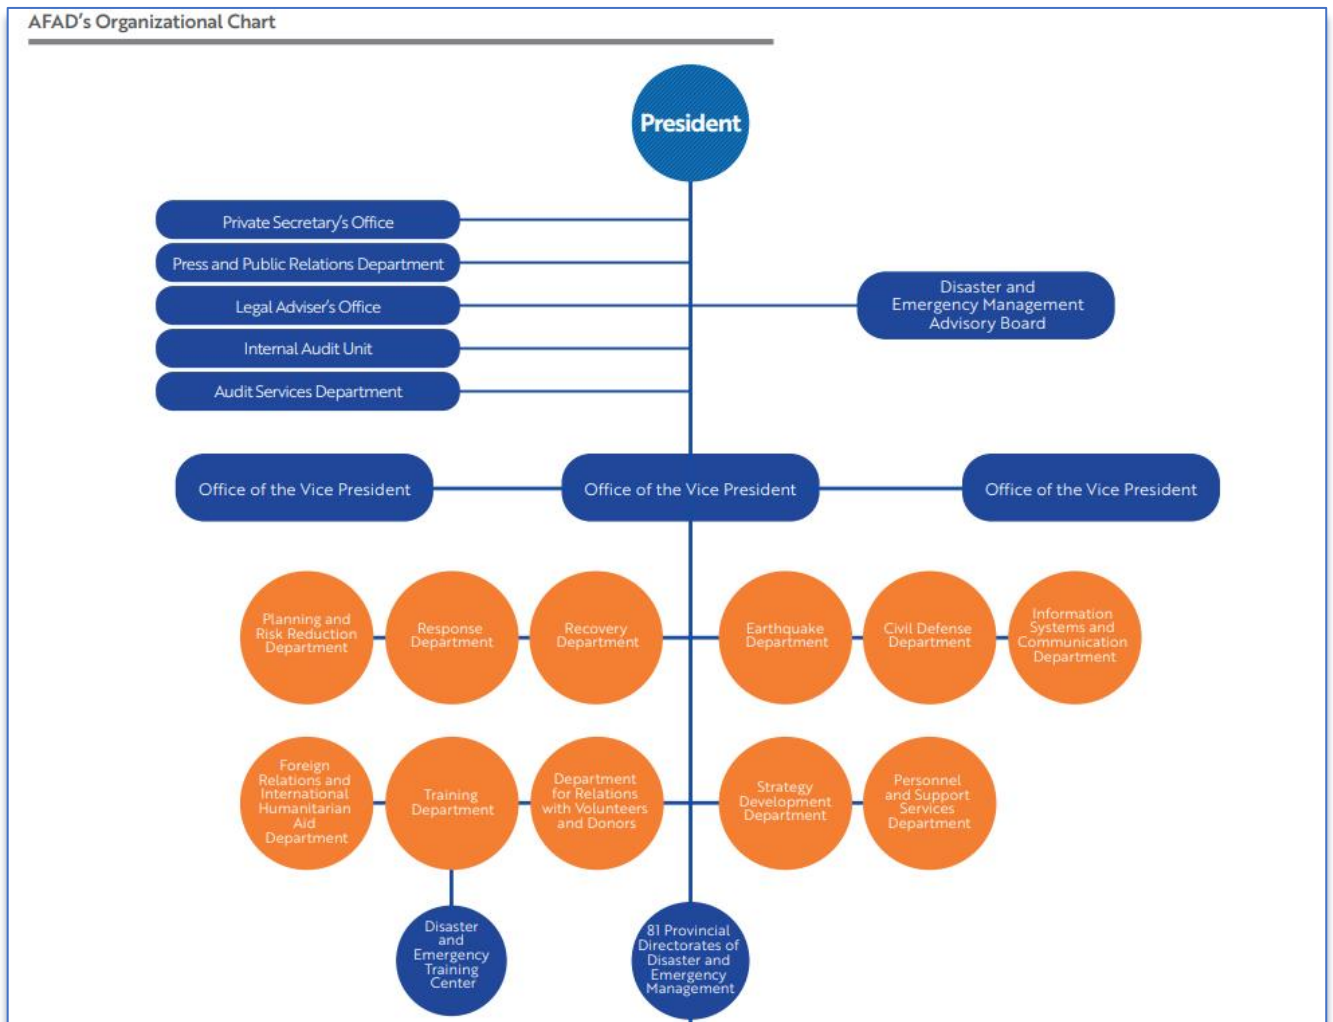 AFAD's Organizational Chart
President
Private Secretary's Office
Press and Public Relations Department
Legal Adviser's Office
Internal Audit Unit
Audit Services Department
Disaster and
Emergency Management
Advisory Board
Office of the Vice President
Office of the Vice President
Office of the Vice President
Planning and
Risk Reduction
Department
Response
Department
Recovery
Department
Earthquake
Department
Civil Defense
Department
Information
Systems and
Communication
Department
Foreign
Relations and
International
Humanitarian
Aid
Department
Training
Department
Department
for Relations
with Volunteers
and Donors
Strategy
Development
Department
Personnel
and Support
Services
Department
Disaster
and
Emergency
Training
Center
81 Provincial
Directorates of
Disaster and
Emergency
Management